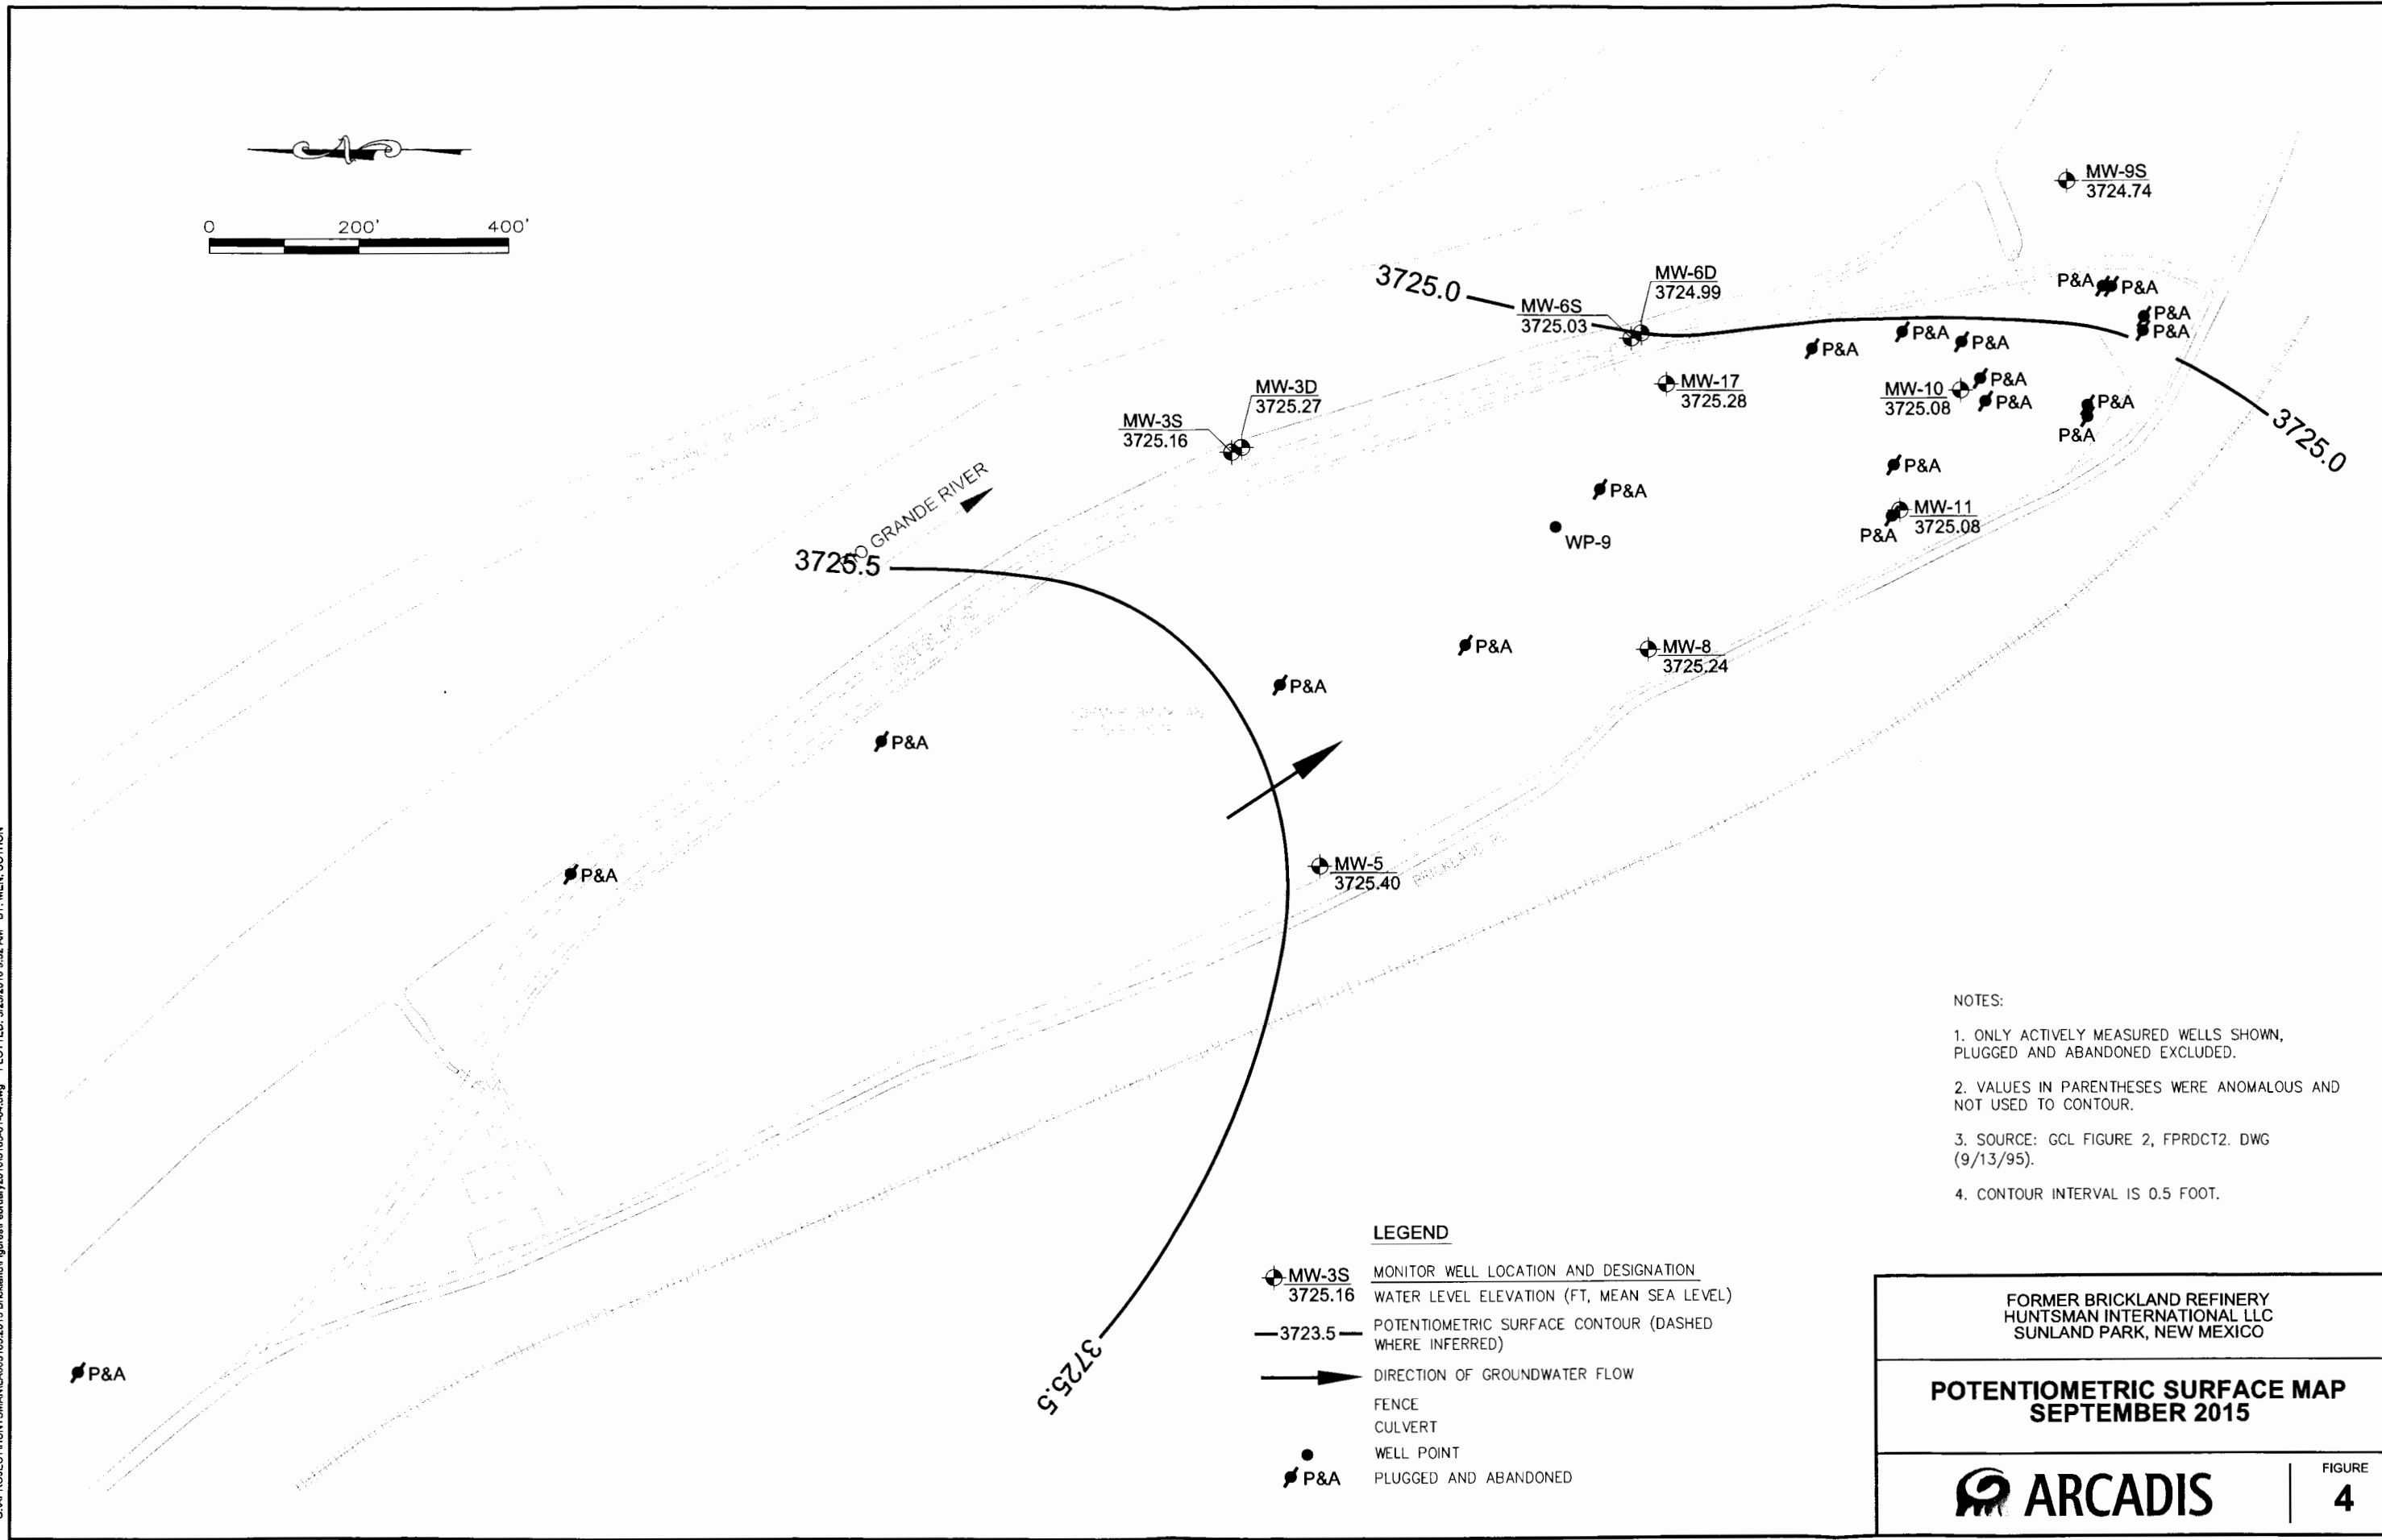 0 200' 400'
MW-9S
3724.74
3725.0
MW-6D
3724.99
MW-6S
3725.03
P&A
P&A
P&A
P&A
P&A
P&A
P&A
MW-17
3725.28
MW-10
3725.08
P&A
P&A
P&A
P&A
3725.0
MW-3D
3725.27
MW-3S
3725.16
P&A
P&A
MW-11
3725.08
P&A
WP-9
RIO GRANDE RIVER
3725.5
P&A
MW-8
3725.24
P&A
P&A
MW-5
3725.40
P&A
P&A
3725.5
NOTES:
1. ONLY ACTIVELY MEASURED WELLS SHOWN,
PLUGGED AND ABANDONED EXCLUDED.
2. VALUES IN PARENTHESES WERE ANOMALOUS AND
NOT USED TO CONTOUR.
3. SOURCE: GCL FIGURE 2, FPRDCT2. DWG
(9/13/95).
4. CONTOUR INTERVAL IS 0.5 FOOT.
LEGEND
MW-3S MONITOR WELL LOCATION AND DESIGNATION
3725.16 WATER LEVEL ELEVATION (FT, MEAN SEA LEVEL)
3723.5 POTENTIOMETRIC SURFACE CONTOUR (DASHED
WHERE INFERRED)
DIRECTION OF GROUNDWATER FLOW
FENCE
CULVERT
WELL POINT
P&A PLUGGED AND ABANDONED
FORMER BRICKLAND REFINERY
HUNTSMAN INTERNATIONAL LLC
SUNLAND PARK, NEW MEXICO
POTENTIOMETRIC SURFACE MAP
SEPTEMBER 2015
ARCADIS
FIGURE
4